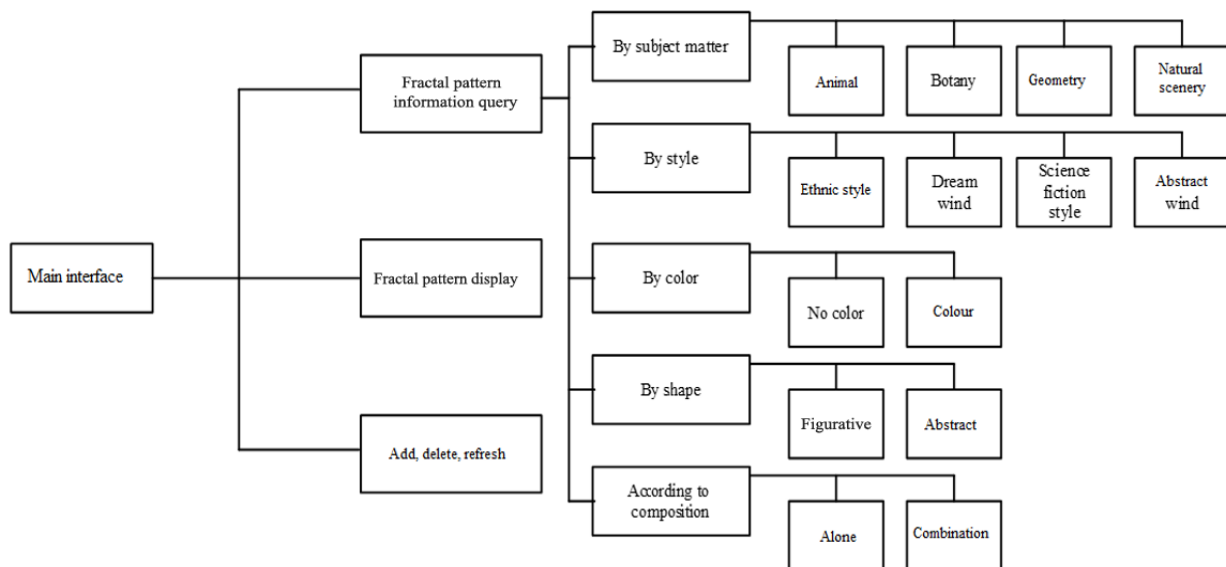 Main interface
Fractal pattern
information query
Fractal pattern display
Add, delete, refresh
By subject matter
Animal
Botany
Geometry
Natural
scenery
By style
Ethnic style
Dream
wind
Science
fiction
style
Abstract
wind
By color
No color
Colour
By shape
Figurative
Abstract
According to
composition
Alone
Combination